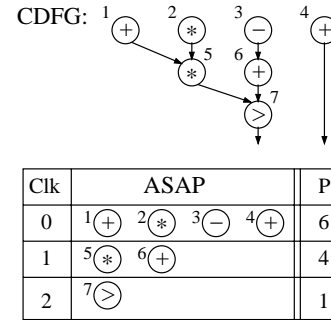 CDFG:
1 + 2 * 3 − 4 +
5 * 6 +
7 >
Clk ASAP P
0 1 + 2 * 3 − 4 + 6
1 5 * 6 + 4
2 7 > 1